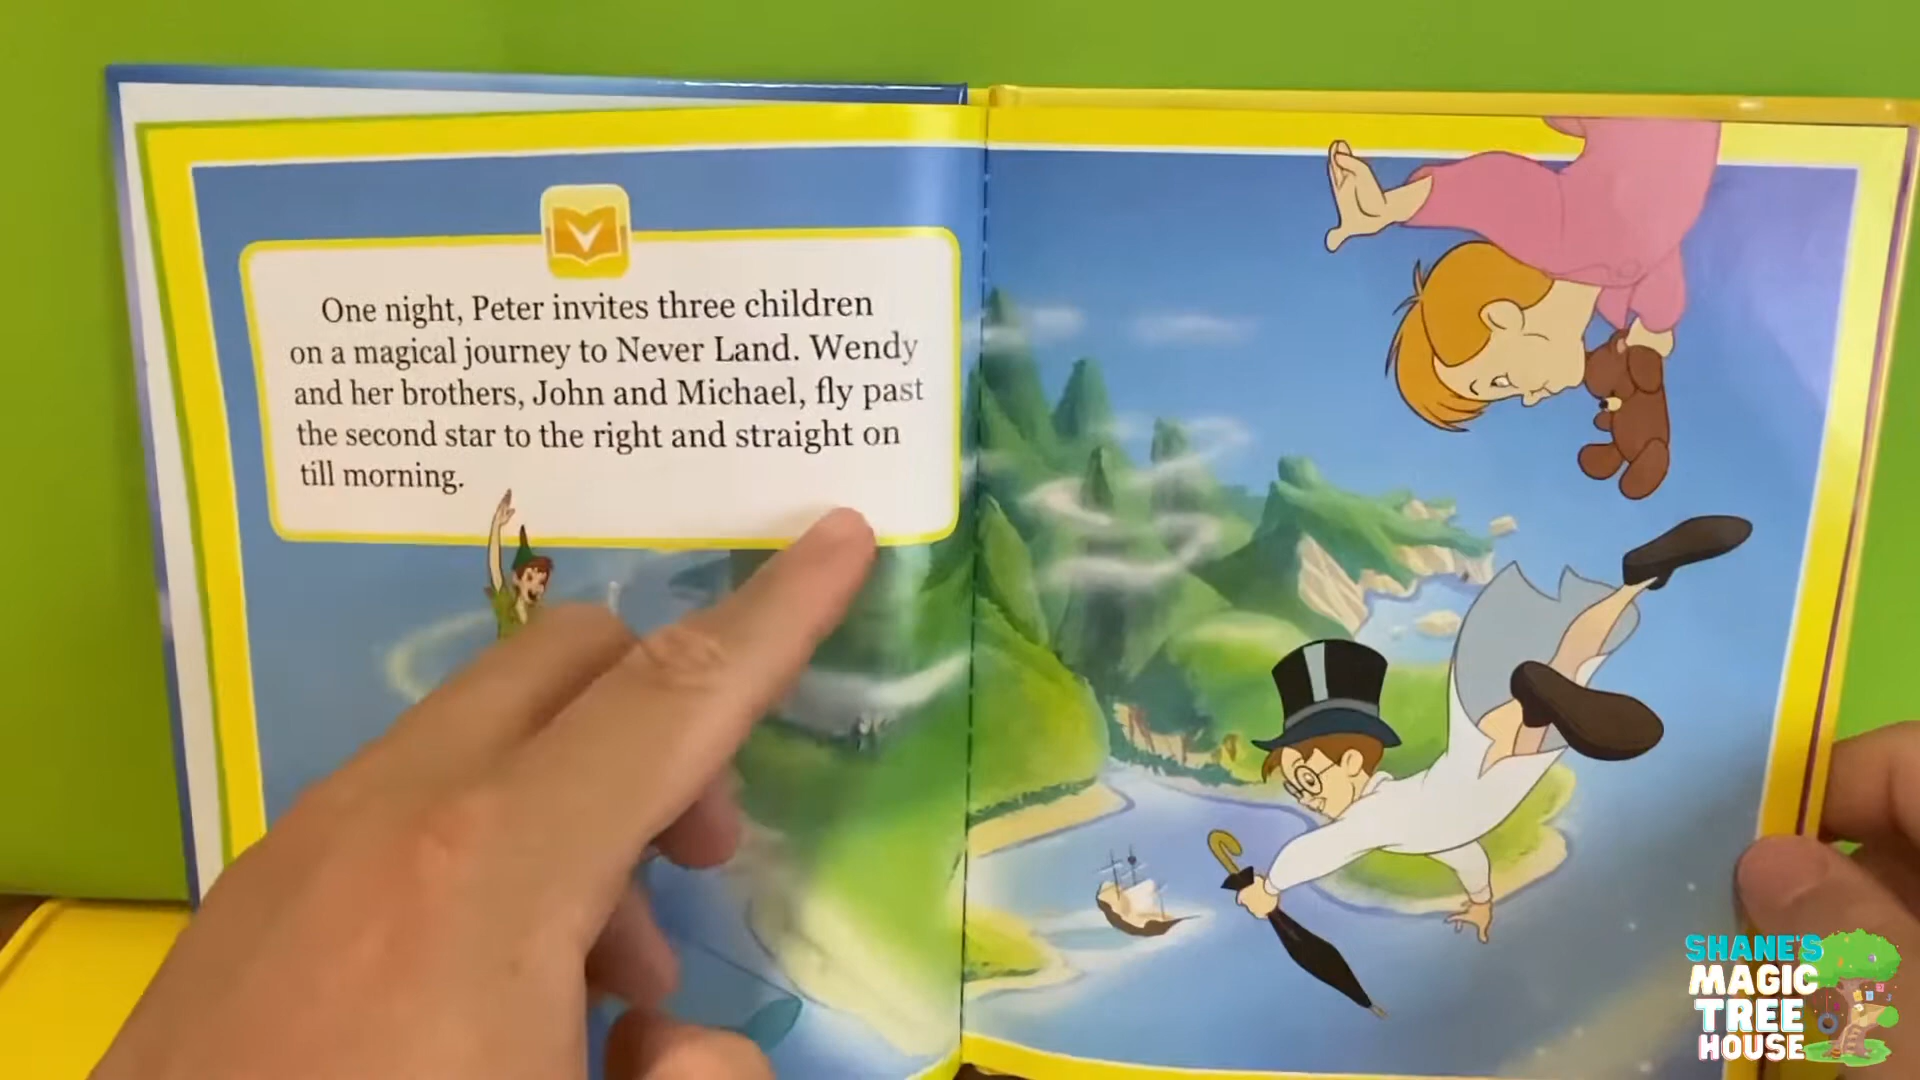 One night, Peter invites three children
on a magical journey to Never Land. Wendy
and her brothers, John and Michael, fly past
the second star to the right and straight on
till morning.
SHANE'S
MAGIC
TREE
HOUSE